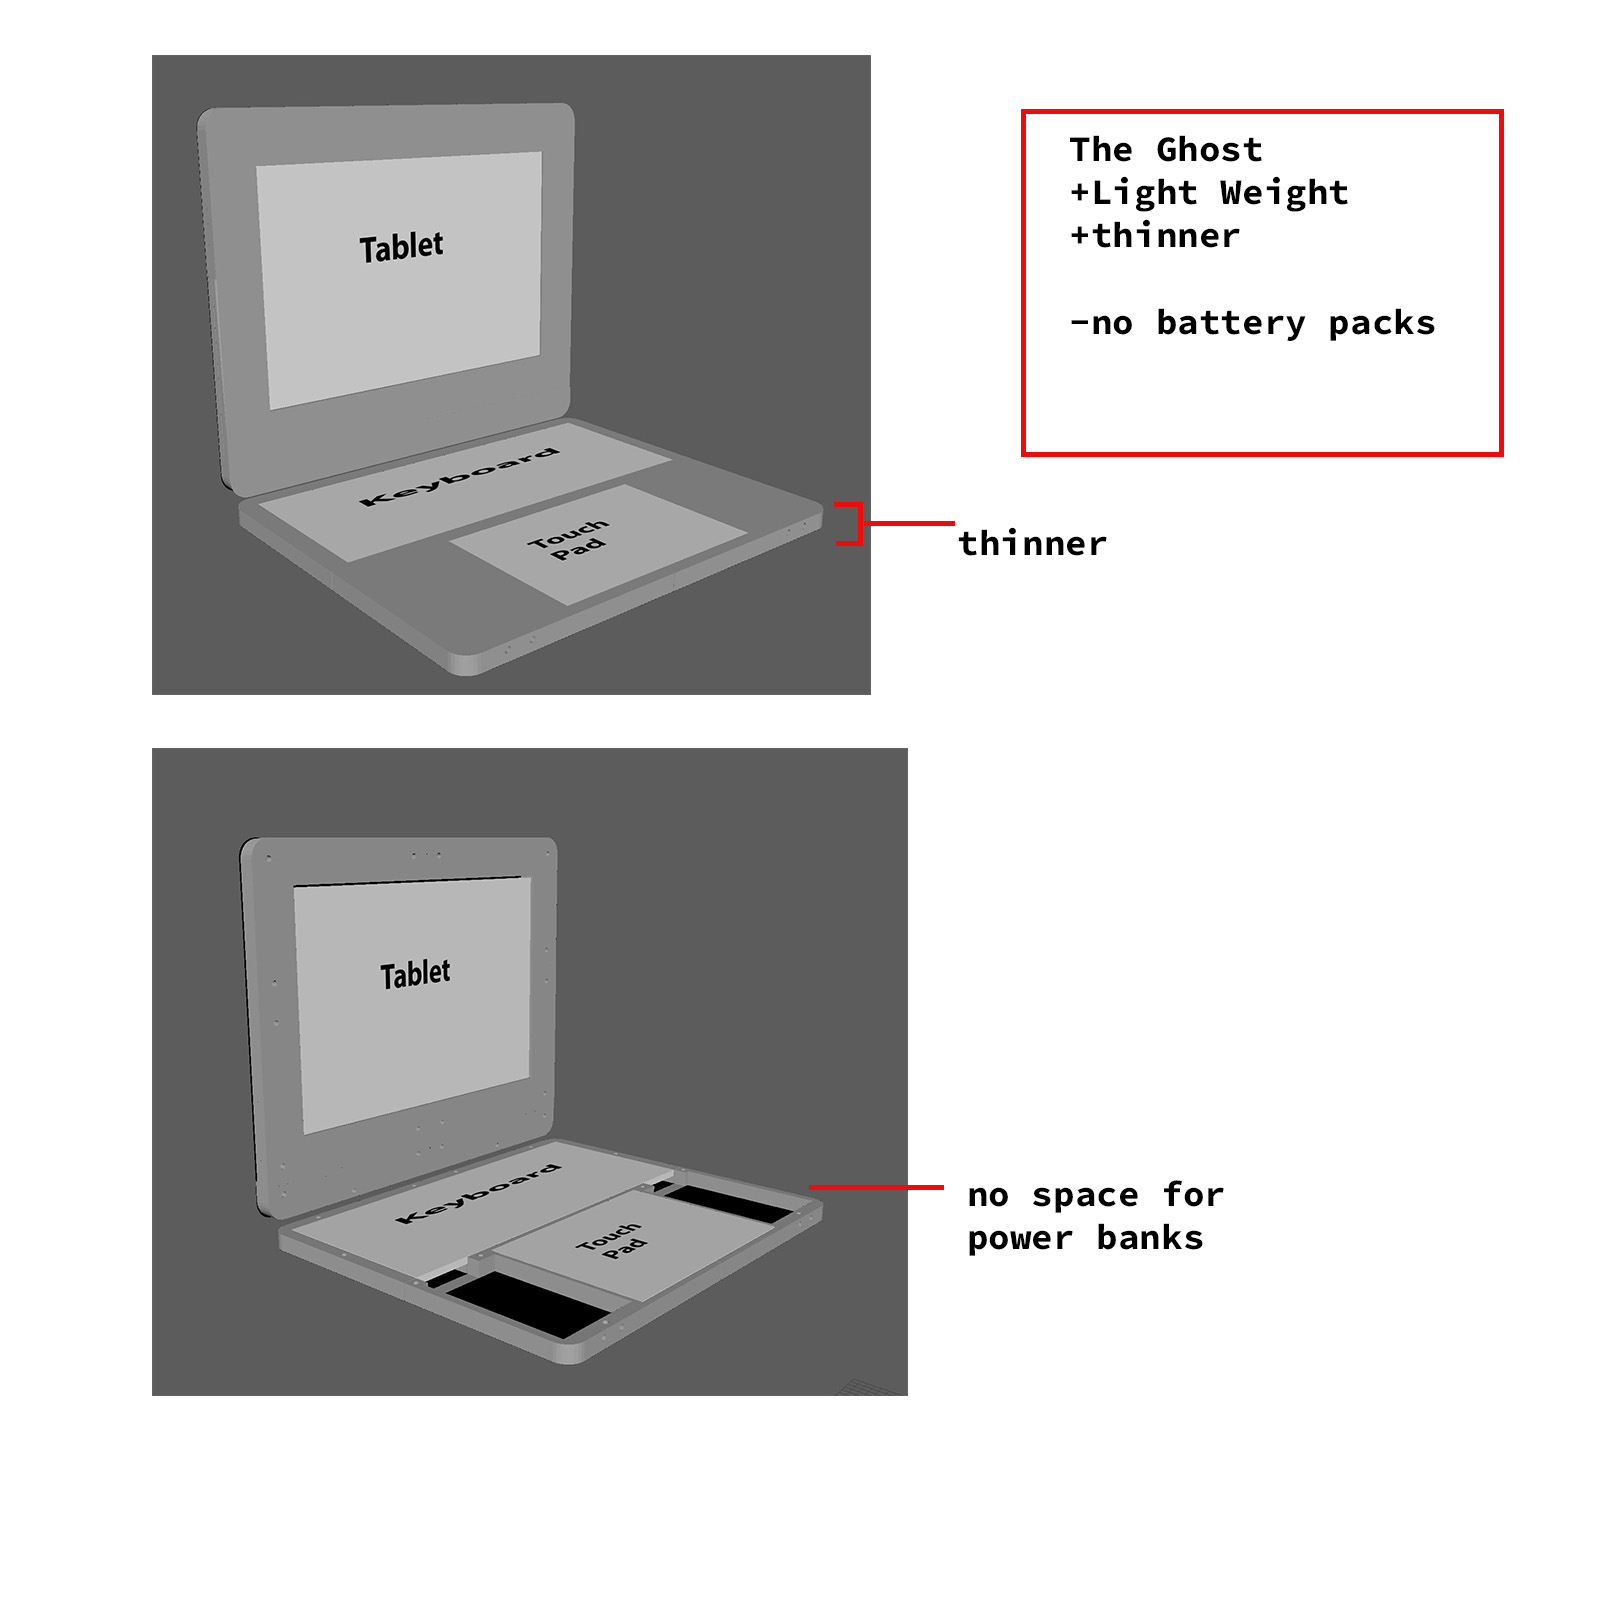 Tablet
Keyboard
Touch
Pad
The Ghost
+Light Weight
+thinner
-no battery packs
thinner
Tablet
Keyboard
Touch
Pad
no space for
power banks